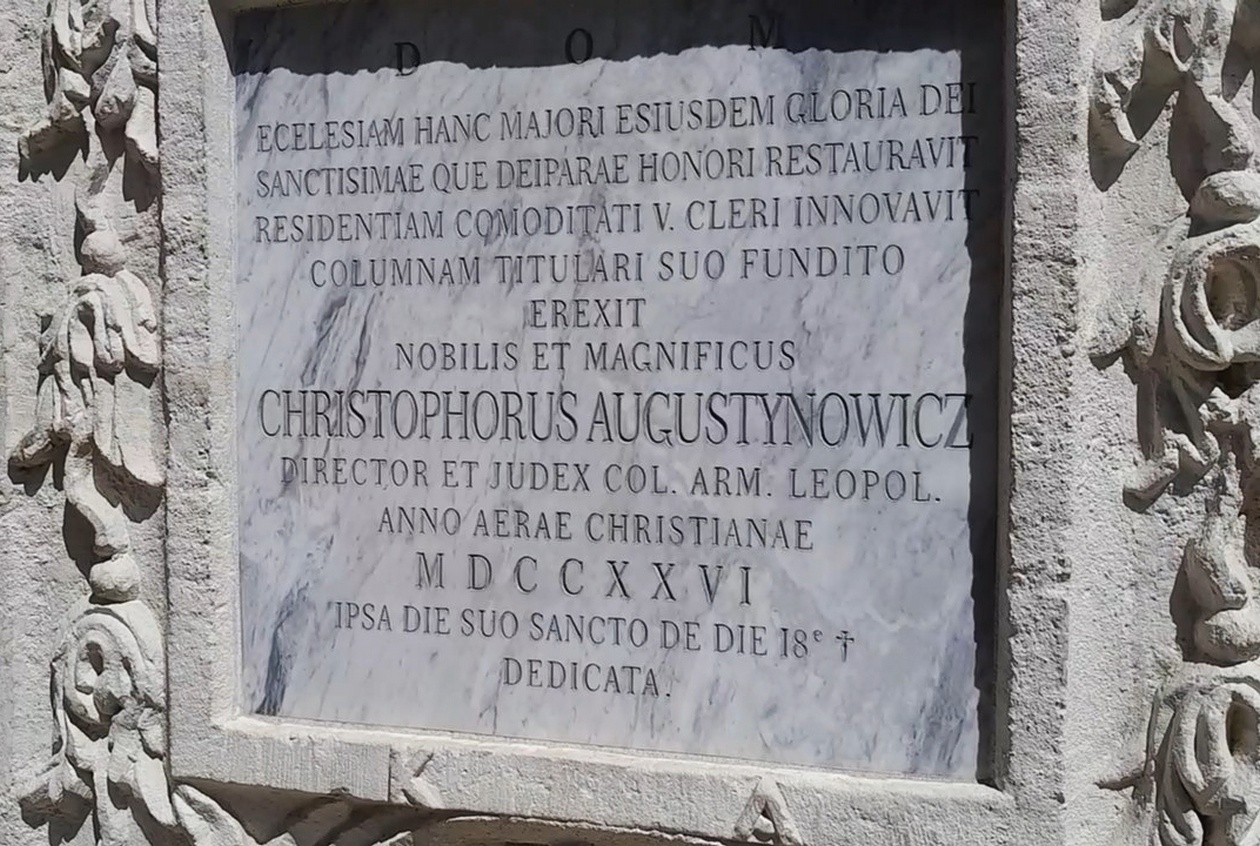 D O M
ECELESIAM HANC MAJORI ESIUSDEM GLORIA DEI
SANCTISIMAE QUE DEIPARAE HONORI RESTAURAVIT
RESIDENTIAM COMODITATI V. CLERI INNOVAVIT
COLUMNAM TITULARI SUO FUNDITO
EREXIT
NOBILIS ET MAGNIFICUS
CHRISTOPHORUS AUGUSTYNOWICZ
DIRECTOR ET JUDEX COL. ARM. LEOPOL.
ANNO AERAE CHRISTIANAE
MDCCXXVI
IPSA DIE SUO SANCTO DE DIE 18ᵉ †
DEDICATA.
K A